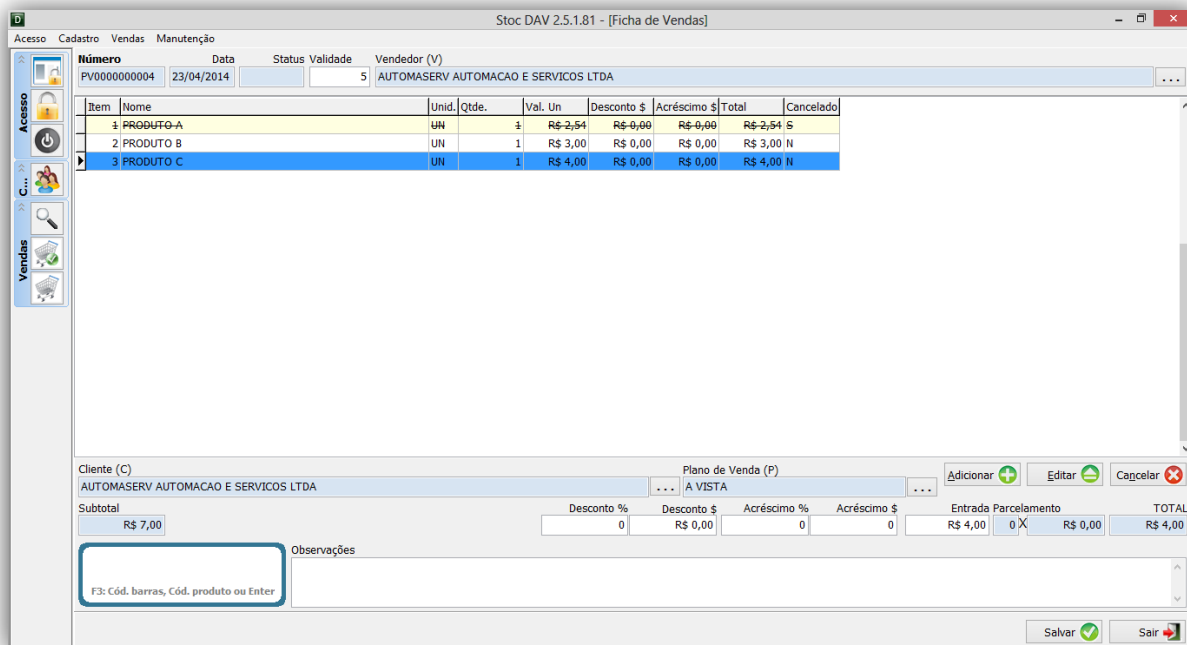 D Stoc DAV 2.5.1.81 - [Ficha de Vendas]
Acesso Cadastro Vendas Manutenção
Número Data Status Validade Vendedor (V)
PV0000000004 23/04/2014 5 AUTOMASERV AUTOMACAO E SERVICOS LTDA ...
Item Nome Unid. Qtde. Val. Un Desconto $ Acréscimo $ Total Cancelado
1 PRODUTO A UN 1 R$ 2,54 R$ 0,00 R$ 0,00 R$ 2,54 S
2 PRODUTO B UN 1 R$ 3,00 R$ 0,00 R$ 0,00 R$ 3,00 N
3 PRODUTO C UN 1 R$ 4,00 R$ 0,00 R$ 0,00 R$ 4,00 N
Acesso
C...
Vendas
Cliente (C) Plano de Venda (P)
AUTOMASERV AUTOMACAO E SERVICOS LTDA ... A VISTA ... Adicionar Editar Cancelar
Subtotal Desconto % Desconto $ Acréscimo % Acréscimo $ Entrada Parcelamento TOTAL
R$ 7,00 0 R$ 0,00 0 0 R$ 4,00 0 X R$ 0,00 R$ 4,00
Observações
F3: Cód. barras, Cód. produto ou Enter
Salvar Sair